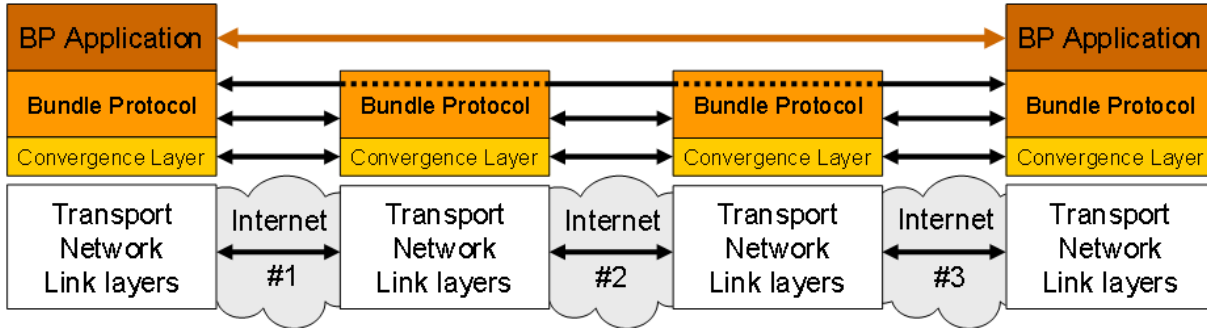 BP Application
BP Application
Bundle Protocol
Bundle Protocol
Bundle Protocol
Bundle Protocol
Convergence Layer
Convergence Layer
Convergence Layer
Convergence Layer
Transport
Network
Link layers
Internet
#1
Transport
Network
Link layers
Internet
#2
Transport
Network
Link layers
Internet
#3
Transport
Network
Link layers